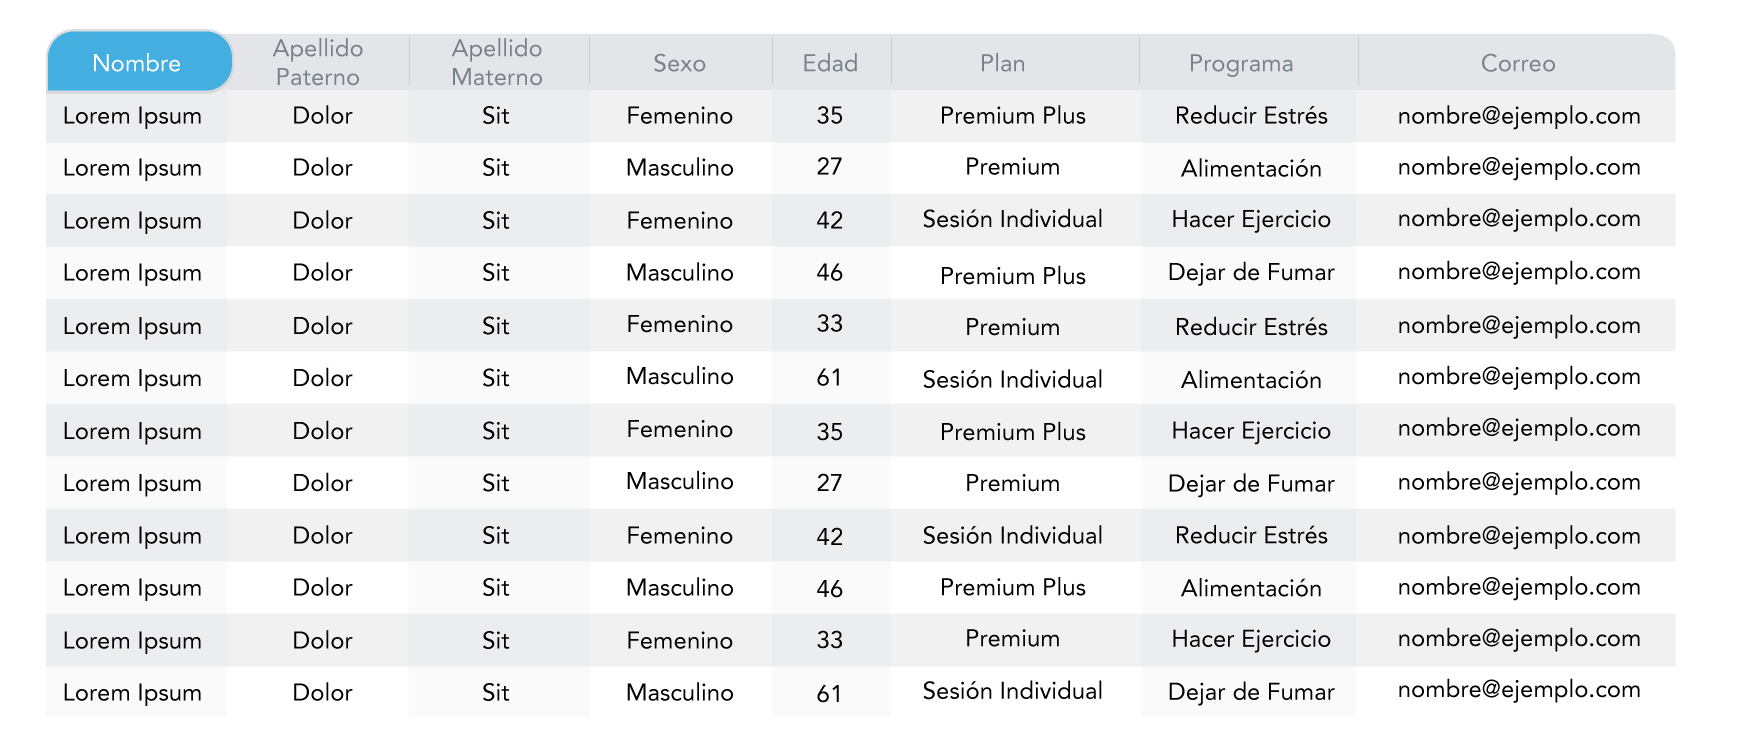 Nombre Apellido Paterno Apellido Materno Sexo Edad Plan Programa Correo
Lorem Ipsum Dolor Sit Femenino 35 Premium Plus Reducir Estrés nombre@ejemplo.com
Lorem Ipsum Dolor Sit Masculino 27 Premium Alimentación nombre@ejemplo.com
Lorem Ipsum Dolor Sit Femenino 42 Sesión Individual Hacer Ejercicio nombre@ejemplo.com
Lorem Ipsum Dolor Sit Masculino 46 Premium Plus Dejar de Fumar nombre@ejemplo.com
Lorem Ipsum Dolor Sit Femenino 33 Premium Reducir Estrés nombre@ejemplo.com
Lorem Ipsum Dolor Sit Masculino 61 Sesión Individual Alimentación nombre@ejemplo.com
Lorem Ipsum Dolor Sit Femenino 35 Premium Plus Hacer Ejercicio nombre@ejemplo.com
Lorem Ipsum Dolor Sit Masculino 27 Premium Dejar de Fumar nombre@ejemplo.com
Lorem Ipsum Dolor Sit Femenino 42 Sesión Individual Reducir Estrés nombre@ejemplo.com
Lorem Ipsum Dolor Sit Masculino 46 Premium Plus Alimentación nombre@ejemplo.com
Lorem Ipsum Dolor Sit Femenino 33 Premium Hacer Ejercicio nombre@ejemplo.com
Lorem Ipsum Dolor Sit Masculino 61 Sesión Individual Dejar de Fumar nombre@ejemplo.com